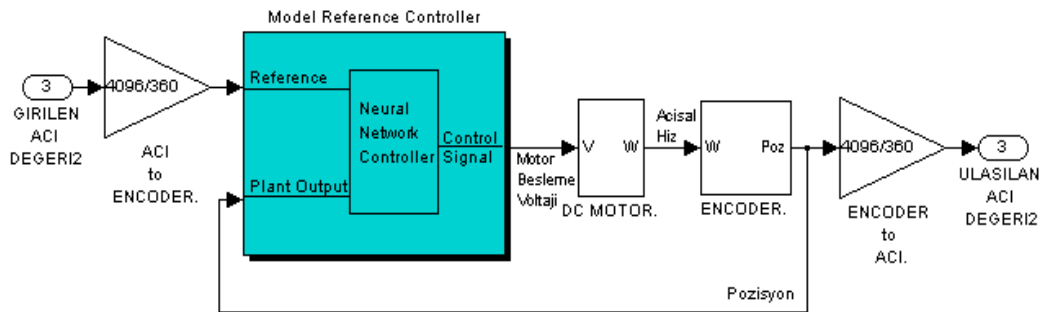 Model Reference Controller
3
GIRILEN
ACI
DEGERI2
4096/360
ACI
to
ENCODER.
Reference
Plant Output
Neural
Network
Controller
Control
Signal
Motor
Besleme
Voltaji
V W
DC MOTOR.
Acisal
Hiz
W Poz
ENCODER.
4096/360
ENCODER
to
ACI.
3
ULASILAN
ACI
DEGERI2
Pozisyon